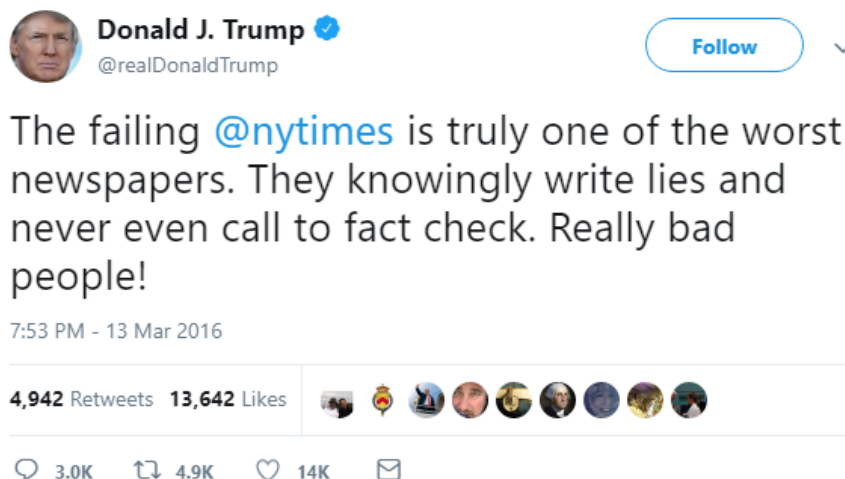 Donald J. Trump
Follow
@realDonaldTrump
The failing @nytimes is truly one of the worst
newspapers. They knowingly write lies and
never even call to fact check. Really bad
people!
7:53 PM - 13 Mar 2016
4,942 Retweets 13,642 Likes
3.0K 4.9K 14K